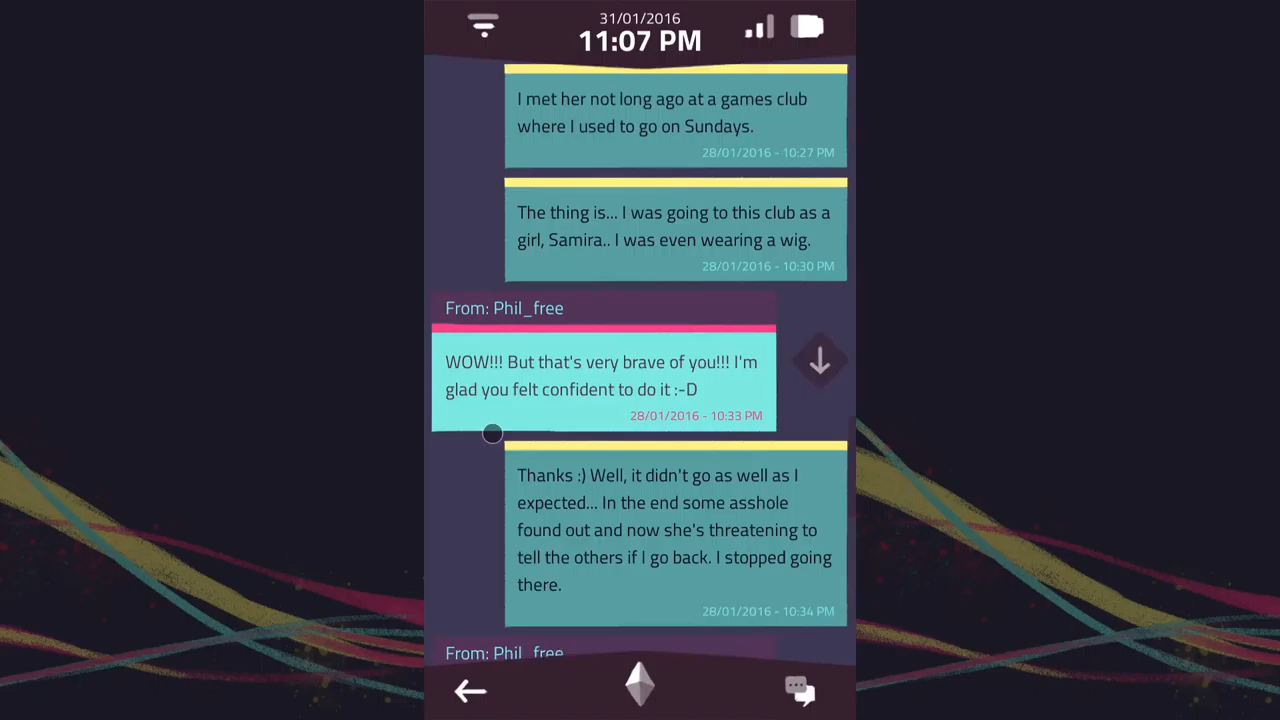 31/01/2016
11:07 PM
I met her not long ago at a games club
where I used to go on Sundays.
28/01/2016 - 10:27 PM
The thing is... I was going to this club as a
girl, Samira.. I was even wearing a wig.
28/01/2016 - 10:30 PM
From: Phil_free
WOW!!! But that's very brave of you!!! I'm
glad you felt confident to do it :-D
28/01/2016 - 10:33 PM
Thanks :) Well, it didn't go as well as I
expected... In the end some asshole
found out and now she's threatening to
tell the others if I go back. I stopped going
there.
28/01/2016 - 10:34 PM
From: Phil_free